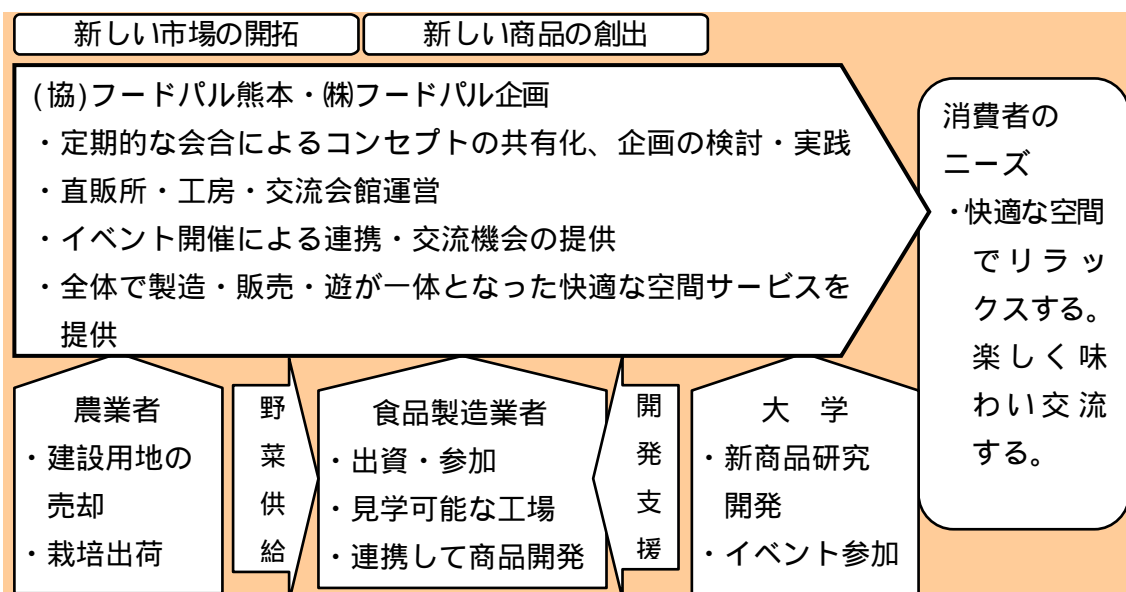 新しい市場の開拓
新しい商品の創出
(協)フードパル熊本・㈱フードパル企画
・定期的な会合によるコンセプトの共有化、企画の検討・実践
・直販所・工房・交流会館運営
・イベント開催による連携・交流機会の提供
・全体で製造・販売・遊が一体となった快適な空間サービスを
提供
消費者の
ニーズ
・快適な空間
でリラッ
クスする。
楽しく味
わい交流
する。
農業者
・建設用地の
売却
・栽培出荷
野
菜
供
給
食品製造業者
・出資・参加
・見学可能な工場
・連携して商品開発
開
発
支
援
大 学
・新商品研究
開発
・イベント参加